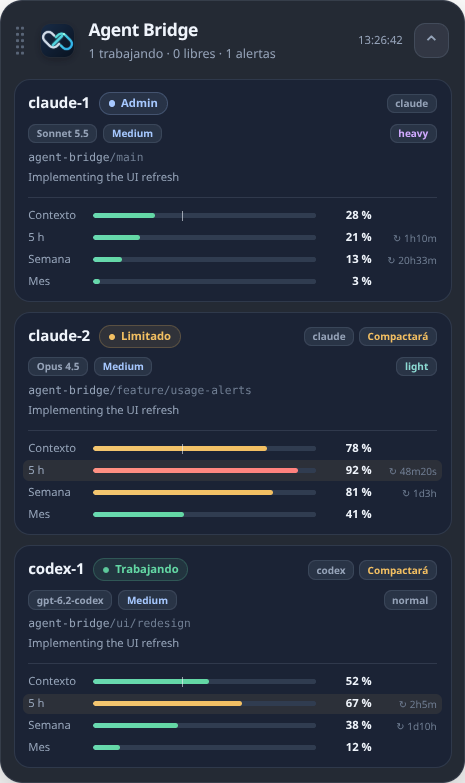 Agent Bridge
1 trabajando · 0 libres · 1 alertas
13:26:42
claude-1 Admin claude
Sonnet 5.5 Medium heavy
agent-bridge/main
Implementing the UI refresh
Contexto 28 %
5 h 21 % ↻ 1h10m
Semana 13 % ↻ 20h33m
Mes 3 %
claude-2 Limitado claude Compactará
Opus 4.5 Medium light
agent-bridge/feature/usage-alerts
Implementing the UI refresh
Contexto 78 %
5 h 92 % ↻ 48m20s
Semana 81 % ↻ 1d3h
Mes 41 %
codex-1 Trabajando codex Compactará
gpt-6.2-codex Medium normal
agent-bridge/ui/redesign
Implementing the UI refresh
Contexto 52 %
5 h 67 % ↻ 2h5m
Semana 38 % ↻ 1d10h
Mes 12 %